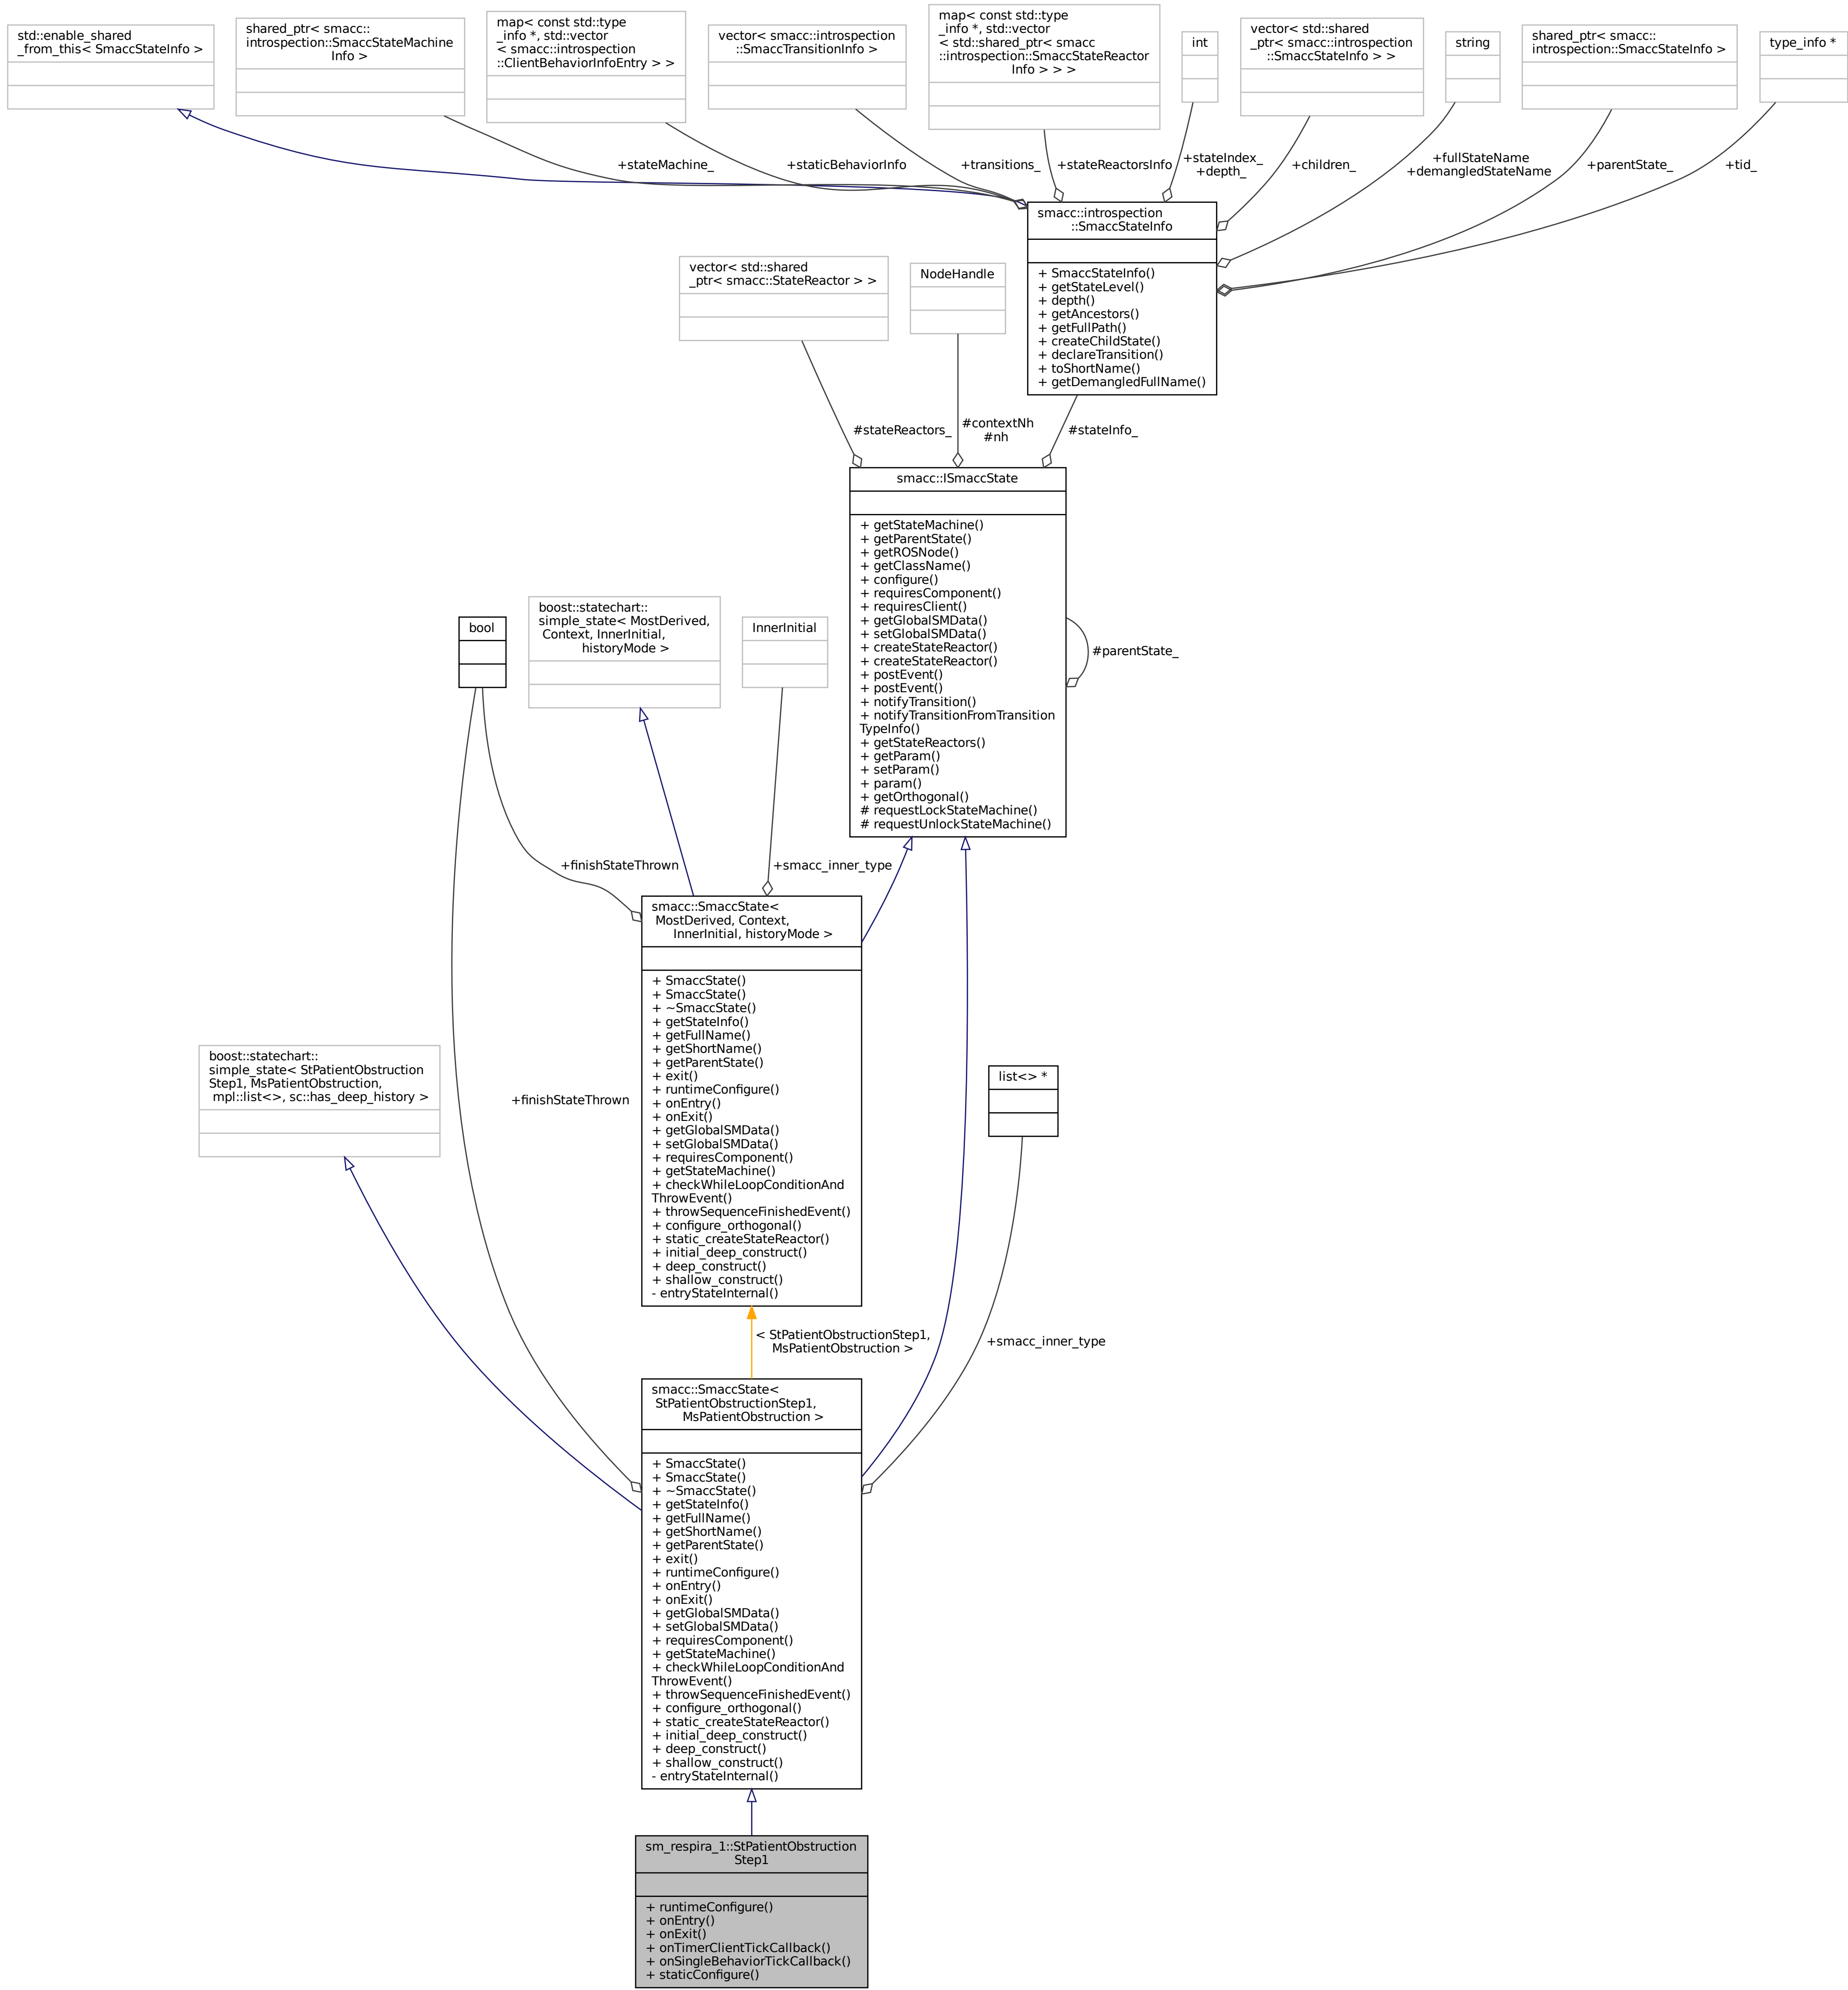 std::enable_shared
_from_this< SmaccStateInfo >
shared_ptr< smacc::
introspection::SmaccStateMachine
Info >
map< const std::type
_info *, std::vector
< smacc::introspection
::ClientBehaviorInfoEntry > >
vector< smacc::introspection
::SmaccTransitionInfo >
map< const std::type
_info *, std::vector
< std::shared_ptr< smacc
::introspection::SmaccStateReactor
Info > > >
int
vector< std::shared
_ptr< smacc::introspection
::SmaccStateInfo > >
string
shared_ptr< smacc::
introspection::SmaccStateInfo >
type_info *
+stateMachine_
+staticBehaviorInfo
+transitions_
+stateReactorsInfo
+stateIndex_
+depth_
+children_
+fullStateName
+demangledStateName
+parentState_
+tid_
smacc::introspection
::SmaccStateInfo
+ SmaccStateInfo()
+ getStateLevel()
+ depth()
+ getAncestors()
+ getFullPath()
+ createChildState()
+ declareTransition()
+ toShortName()
+ getDemangledFullName()
vector< std::shared
_ptr< smacc::StateReactor > >
NodeHandle
#stateReactors_
#contextNh
#nh
#stateInfo_
smacc::ISmaccState
+ getStateMachine()
+ getParentState()
+ getROSNode()
+ getClassName()
+ configure()
+ requiresComponent()
+ requiresClient()
+ getGlobalSMData()
+ setGlobalSMData()
+ createStateReactor()
+ createStateReactor()
+ postEvent()
+ postEvent()
+ notifyTransition()
+ notifyTransitionFromTransition
TypeInfo()
+ getStateReactors()
+ getParam()
+ setParam()
+ param()
+ getOrthogonal()
# requestLockStateMachine()
# requestUnlockStateMachine()
#parentState_
bool
boost::statechart::
simple_state< MostDerived,
Context, InnerInitial,
historyMode >
InnerInitial
+finishStateThrown
+smacc_inner_type
smacc::SmaccState<
MostDerived, Context,
InnerInitial, historyMode >
+ SmaccState()
+ SmaccState()
+ ~SmaccState()
+ getStateInfo()
+ getFullName()
+ getShortName()
+ getParentState()
+ exit()
+ runtimeConfigure()
+ onEntry()
+ onExit()
+ getGlobalSMData()
+ setGlobalSMData()
+ requiresComponent()
+ getStateMachine()
+ checkWhileLoopConditionAnd
ThrowEvent()
+ throwSequenceFinishedEvent()
+ configure_orthogonal()
+ static_createStateReactor()
+ initial_deep_construct()
+ deep_construct()
+ shallow_construct()
- entryStateInternal()
boost::statechart::
simple_state< StPatientObstruction
Step1, MsPatientObstruction,
mpl::list<>, sc::has_deep_history >
+finishStateThrown
list<> *
< StPatientObstructionStep1,
MsPatientObstruction >
+smacc_inner_type
smacc::SmaccState<
StPatientObstructionStep1,
MsPatientObstruction >
+ SmaccState()
+ SmaccState()
+ ~SmaccState()
+ getStateInfo()
+ getFullName()
+ getShortName()
+ getParentState()
+ exit()
+ runtimeConfigure()
+ onEntry()
+ onExit()
+ getGlobalSMData()
+ setGlobalSMData()
+ requiresComponent()
+ getStateMachine()
+ checkWhileLoopConditionAnd
ThrowEvent()
+ throwSequenceFinishedEvent()
+ configure_orthogonal()
+ static_createStateReactor()
+ initial_deep_construct()
+ deep_construct()
+ shallow_construct()
- entryStateInternal()
sm_respira_1::StPatientObstruction
Step1
+ runtimeConfigure()
+ onEntry()
+ onExit()
+ onTimerClientTickCallback()
+ onSingleBehaviorTickCallback()
+ staticConfigure()